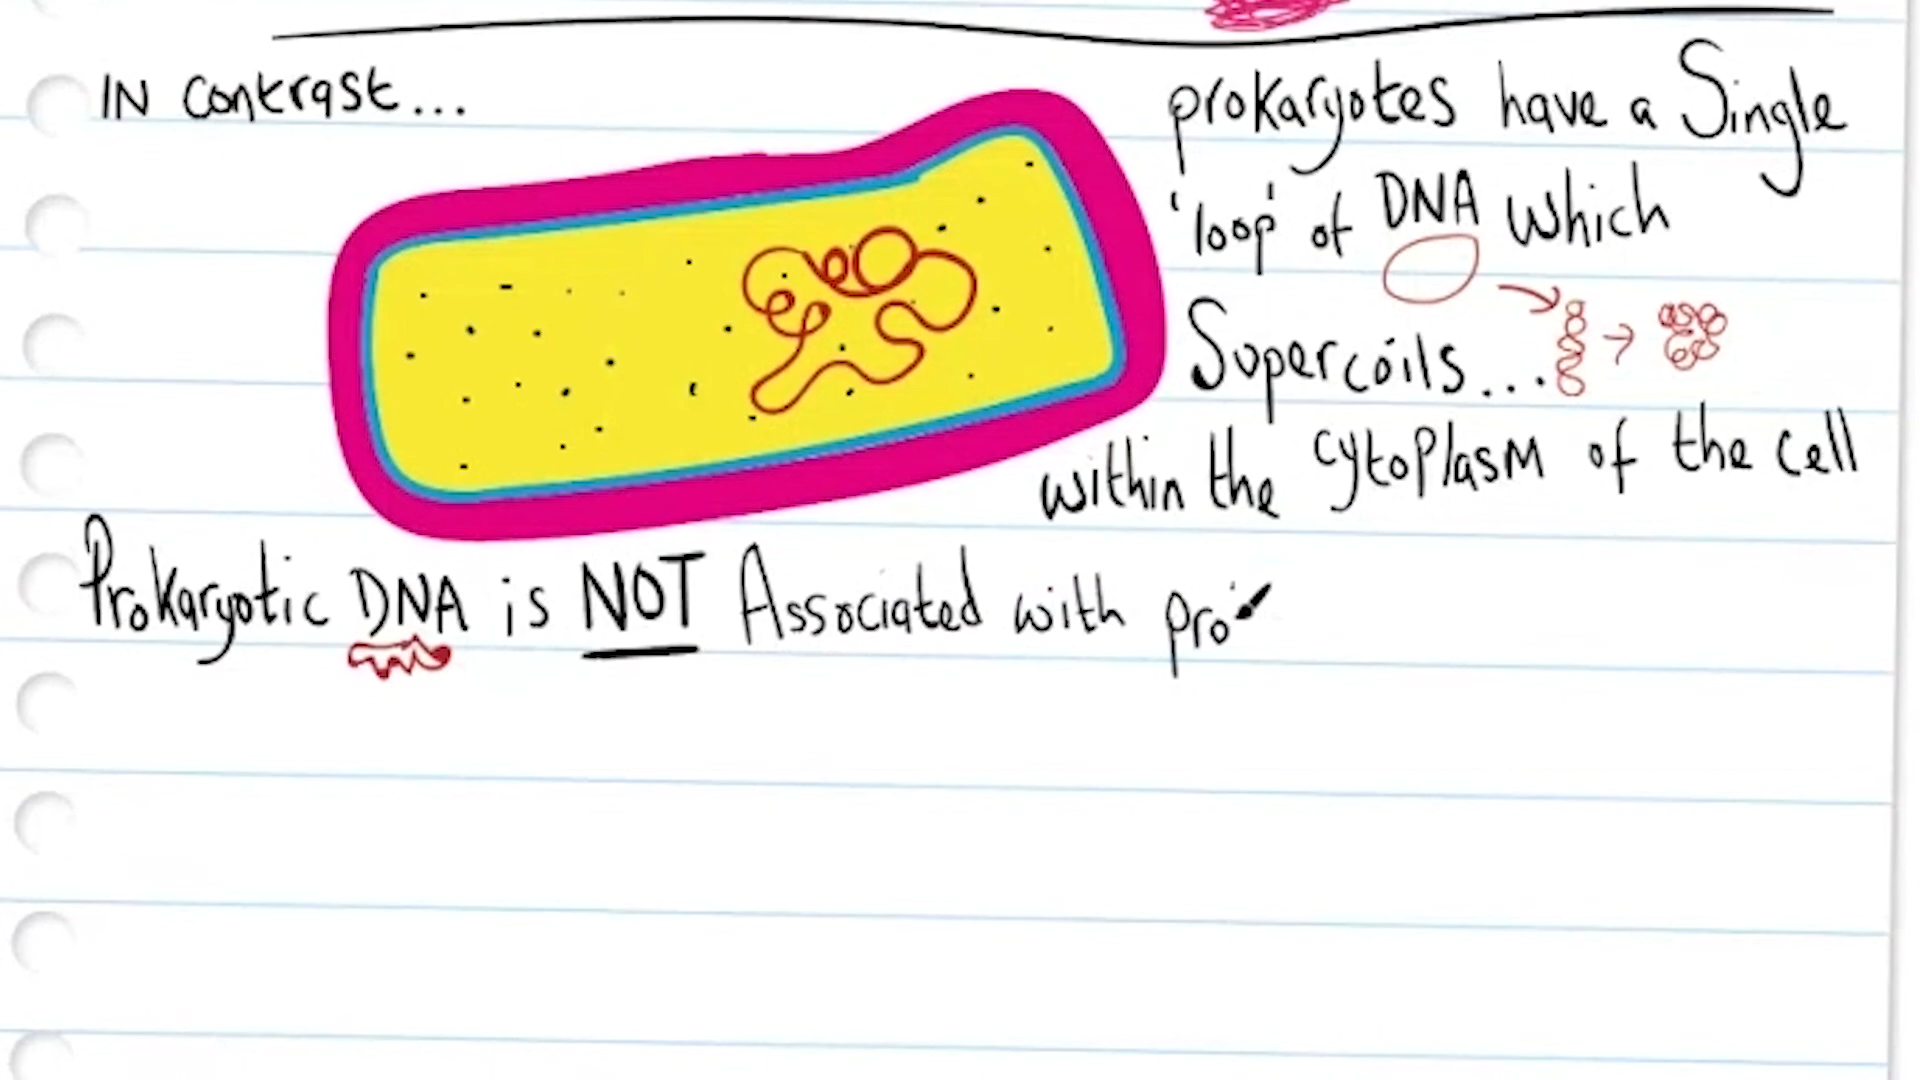 IN contrast...
prokaryotes have a Single
'loop' of DNA which
Supercoils...
within the cytoplasm of the cell
Prokaryotic DNA is NOT Associated with pro